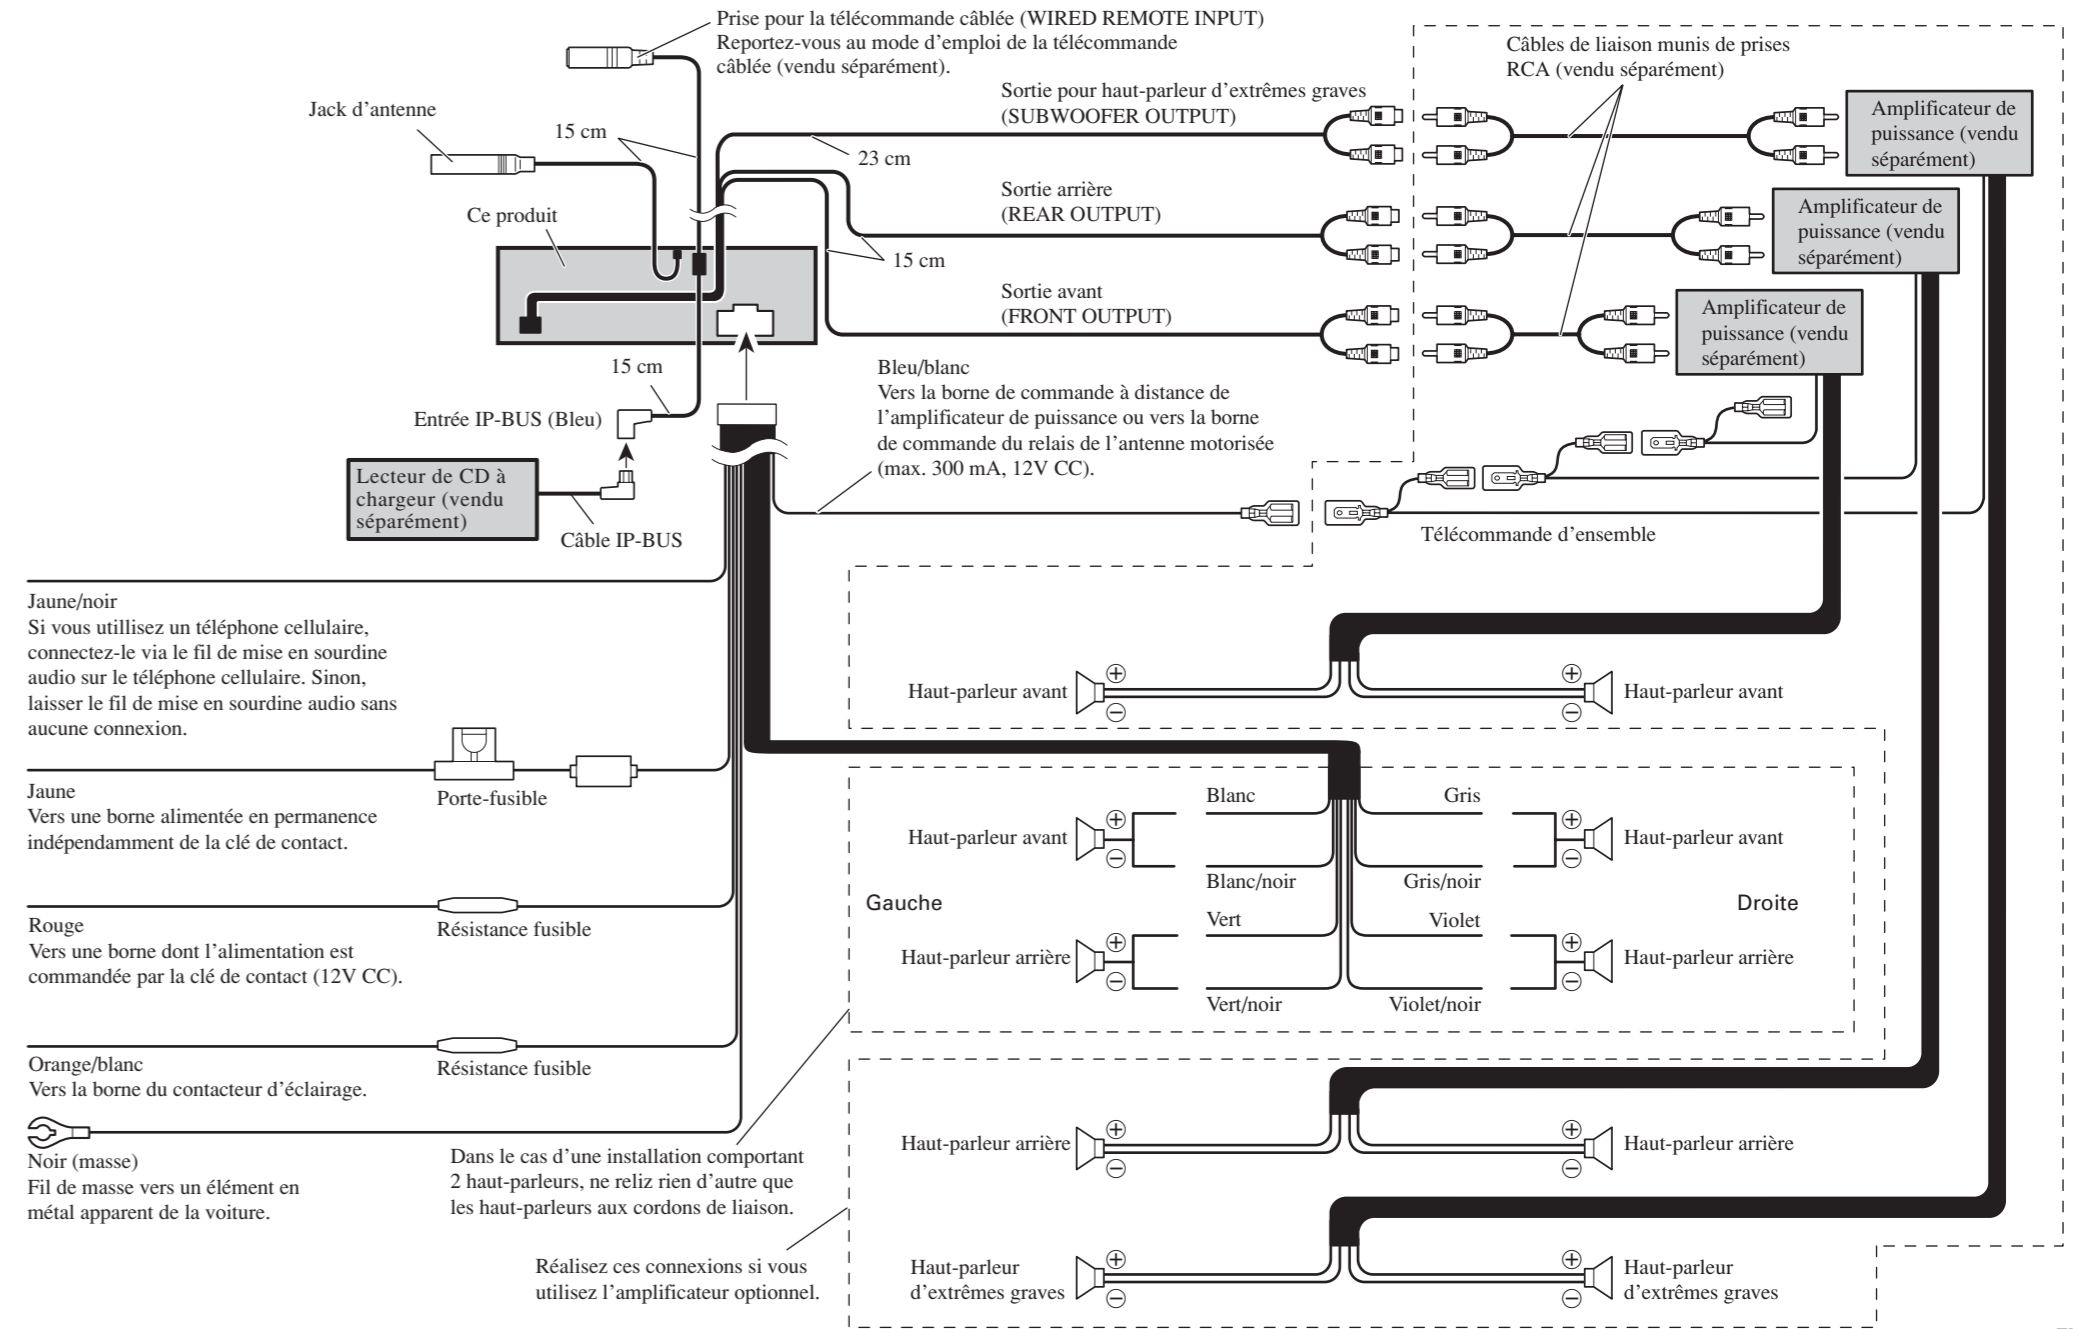 Prise pour la télécommande câblée (WIRED REMOTE INPUT)
Reportez-vous au mode d’emploi de la télécommande
câblée (vendu séparément).
Câbles de liaison munis de prises
RCA (vendu séparément)
Jack d’antenne
15 cm
Sortie pour haut-parleur d’extrêmes graves
(SUBWOOFER OUTPUT)
23 cm
Amplificateur de
puissance (vendu
séparément)
Ce produit
Sortie arrière
(REAR OUTPUT)
15 cm
Amplificateur de
puissance (vendu
séparément)
Sortie avant
(FRONT OUTPUT)
Amplificateur de
puissance (vendu
séparément)
15 cm
Entrée IP-BUS (Bleu)
Lecteur de CD à
chargeur (vendu
séparément)
Câble IP-BUS
Bleu/blanc
Vers la borne de commande à distance de
l’amplificateur de puissance ou vers la borne
de commande du relais de l’antenne motorisée
(max. 300 mA, 12V CC).
Télécommande d’ensemble
Jaune/noir
Si vous utillisez un téléphone cellulaire,
connectez-le via le fil de mise en sourdine
audio sur le téléphone cellulaire. Sinon,
laisser le fil de mise en sourdine audio sans
aucune connexion.
Haut-parleur avant
⊕
⊖
⊕
⊖
Haut-parleur avant
Porte-fusible
Jaune
Vers une borne alimentée en permanence
indépendamment de la clé de contact.
Haut-parleur avant
⊕
⊖
Blanc
Blanc/noir
Gris
Gris/noir
⊕
⊖
Haut-parleur avant
Gauche
Droite
Rouge
Vers une borne dont l’alimentation est
commandée par la clé de contact (12V CC).
Résistance fusible
Haut-parleur arrière
⊕
⊖
Vert
Vert/noir
Violet
Violet/noir
⊕
⊖
Haut-parleur arrière
Orange/blanc
Vers la borne du contacteur d’éclairage.
Résistance fusible
Noir (masse)
Fil de masse vers un élément en
métal apparent de la voiture.
Dans le cas d’une installation comportant
2 haut-parleurs, ne reliz rien d’autre que
les haut-parleurs aux cordons de liaison.
Haut-parleur arrière
⊕
⊖
⊕
⊖
Haut-parleur arrière
Réalisez ces connexions si vous
utilisez l’amplificateur optionnel.
Haut-parleur
d’extrêmes graves
⊕
⊖
⊕
⊖
Haut-parleur
d’extrêmes graves